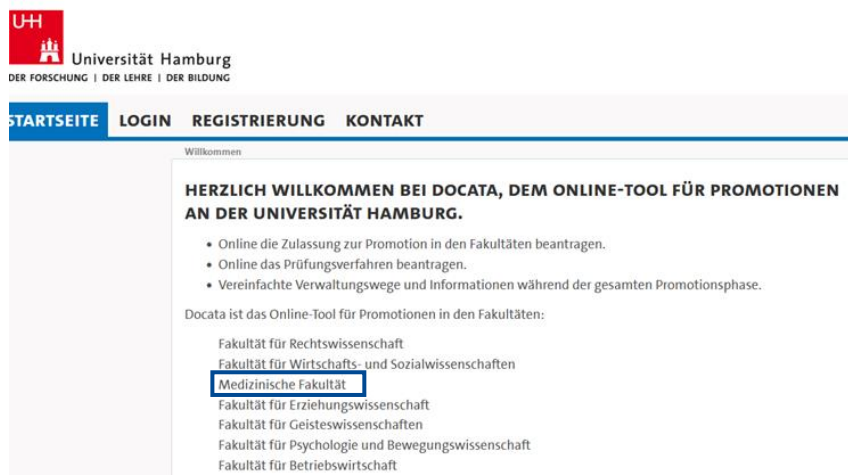 UH
Universität Hamburg
DER FORSCHUNG | DER LEHRE | DER BILDUNG
STARTSEITE LOGIN REGISTRIERUNG KONTAKT
Willkommen
HERZLICH WILLKOMMEN BEI DOCATA, DEM ONLINE-TOOL FÜR PROMOTIONEN
AN DER UNIVERSITÄT HAMBURG.
• Online die Zulassung zur Promotion in den Fakultäten beantragen.
• Online das Prüfungsverfahren beantragen.
• Vereinfachte Verwaltungswege und Informationen während der gesamten Promotionsphase.
Docata ist das Online-Tool für Promotionen in den Fakultäten:
Fakultät für Rechtswissenschaft
Fakultät für Wirtschafts- und Sozialwissenschaften
Medizinische Fakultät
Fakultät für Erziehungswissenschaft
Fakultät für Geisteswissenschaften
Fakultät für Psychologie und Bewegungswissenschaft
Fakultät für Betriebswirtschaft